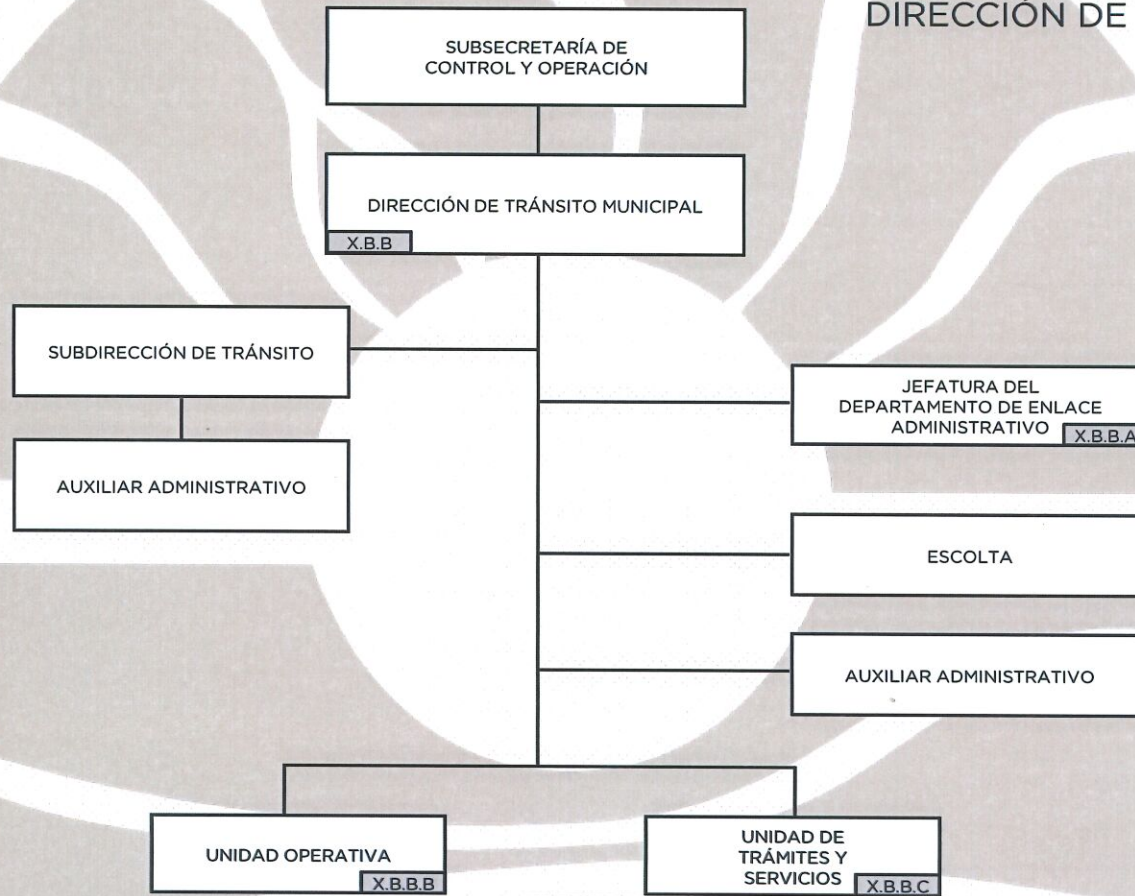 DIRECCIÓN DE
SUBSECRETARÍA DE
CONTROL Y OPERACIÓN
DIRECCIÓN DE TRÁNSITO MUNICIPAL
X.B.B
SUBDIRECCIÓN DE TRÁNSITO
JEFATURA DEL
DEPARTAMENTO DE ENLACE
ADMINISTRATIVO
X.B.B.A
AUXILIAR ADMINISTRATIVO
ESCOLTA
AUXILIAR ADMINISTRATIVO
UNIDAD OPERATIVA
X.B.B.B
UNIDAD DE
TRÁMITES Y
SERVICIOS
X.B.B.C